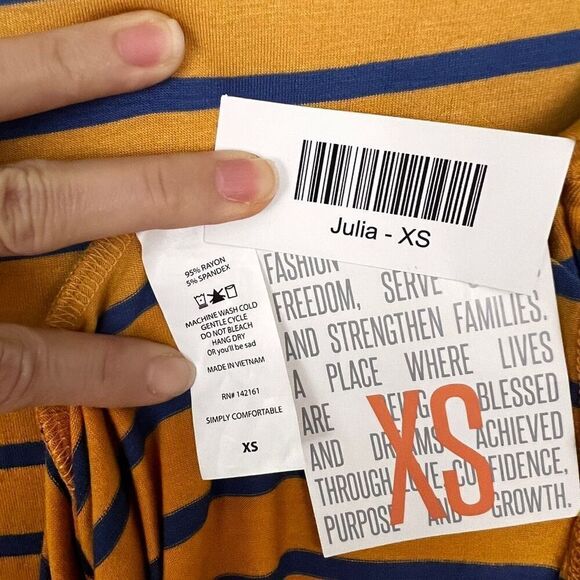 Julia - XS
95% RAYON
5% SPANDEX
MACHINE WASH COLD
GENTLE CYCLE
DO NOT BLEACH
HANG DRY
OR you'll be sad
MADE IN VIETNAM
RN# 142161
SIMPLY COMFORTABLE
XS
FASHION
FREEDOM, SERVE
AND STRENGTHEN FAMILIES.
A PLACE WHERE LIVES
ARE BEING BLESSED
AND DREAMS ACHIEVED
THROUGH LOVE, CONFIDENCE,
PURPOSE AND GROWTH.
XS